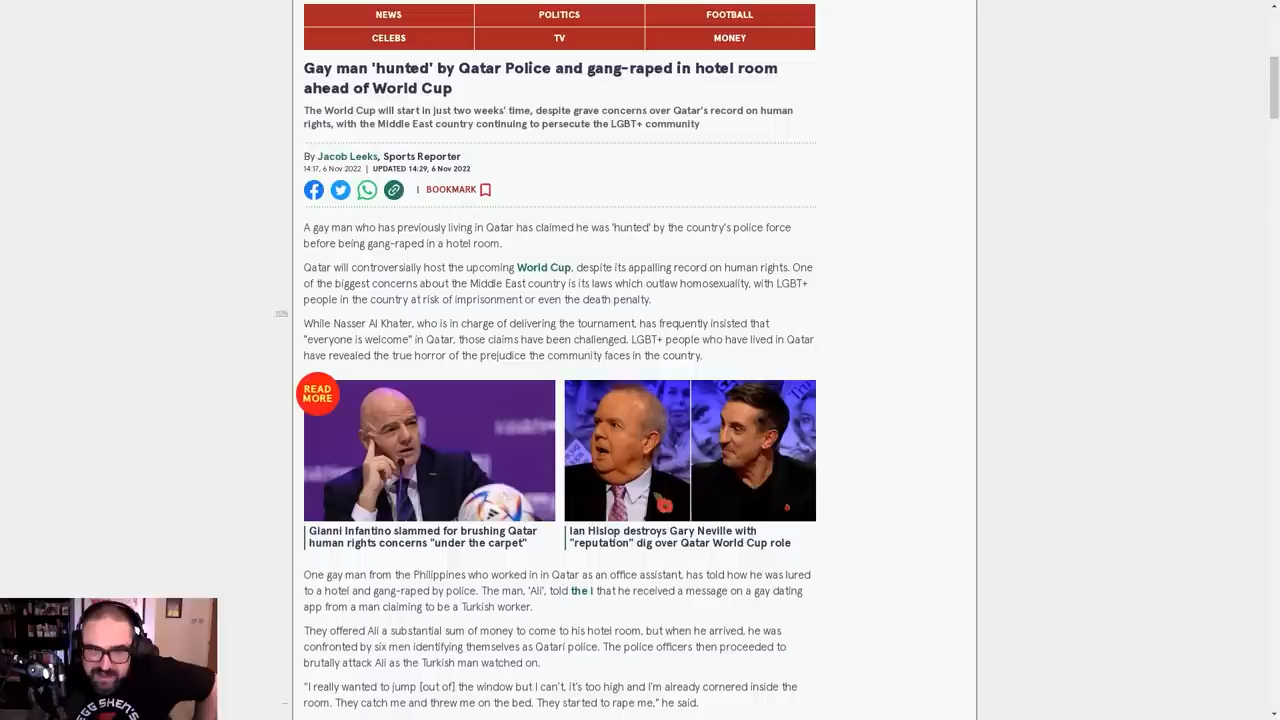 NEWS
POLITICS
FOOTBALL
CELEBS
TV
MONEY
Gay man 'hunted' by Qatar Police and gang-raped in hotel room
ahead of World Cup
The World Cup will start in just two weeks' time, despite grave concerns over Qatar's record on human
rights, with the Middle East country continuing to persecute the LGBT+ community
By Jacob Leeks, Sports Reporter
14:17, 6 Nov 2022 | UPDATED 14:29, 6 Nov 2022
| BOOKMARK
A gay man who has previously living in Qatar has claimed he was 'hunted' by the country's police force
before being gang-raped in a hotel room.
Qatar will controversially host the upcoming World Cup, despite its appalling record on human rights. One
of the biggest concerns about the Middle East country is its laws which outlaw homosexuality, with LGBT+
people in the country at risk of imprisonment or even the death penalty.
10%
While Nasser Al Khater, who is in charge of delivering the tournament, has frequently insisted that
"everyone is welcome" in Qatar, those claims have been challenged. LGBT+ people who have lived in Qatar
have revealed the true horror of the prejudice the community faces in the country.
READ
MORE
Gianni Infantino slammed for brushing Qatar
human rights concerns "under the carpet"
Ian Hislop destroys Gary Neville with
"reputation" dig over Qatar World Cup role
One gay man from the Philippines who worked in in Qatar as an office assistant, has told how he was lured
to a hotel and gang-raped by police. The man, 'Ali', told the I that he received a message on a gay dating
app from a man claiming to be a Turkish worker.
They offered Ali a substantial sum of money to come to his hotel room, but when he arrived, he was
confronted by six men identifying themselves as Qatari police. The police officers then proceeded to
brutally attack Ali as the Turkish man watched on.
"I really wanted to jump [out of] the window but I can't, it's too high and I'm already cornered inside the
room. They catch me and threw me on the bed. They started to rape me," he said.
EGG SHEN'S